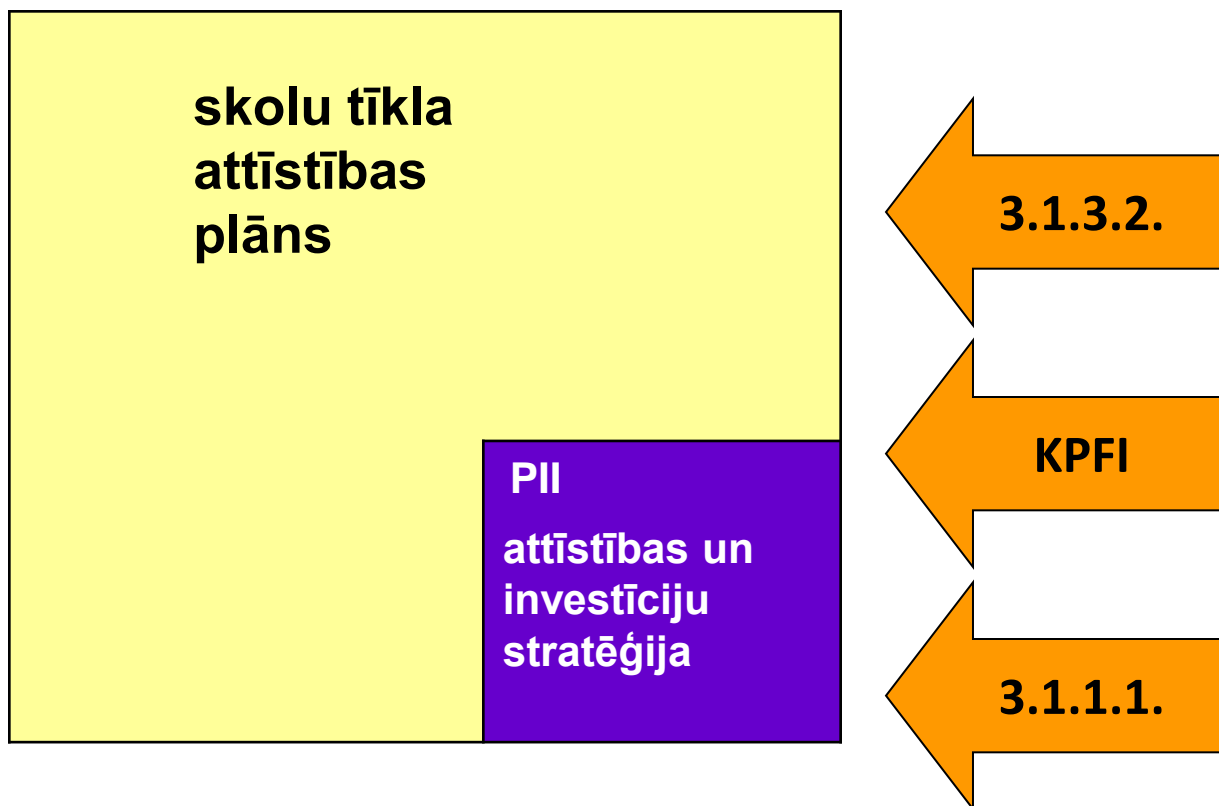 skolu tīkla
attīstības
plāns
PII
attīstības un
investīciju
stratēģija
3.1.3.2.
KPFI
3.1.1.1.